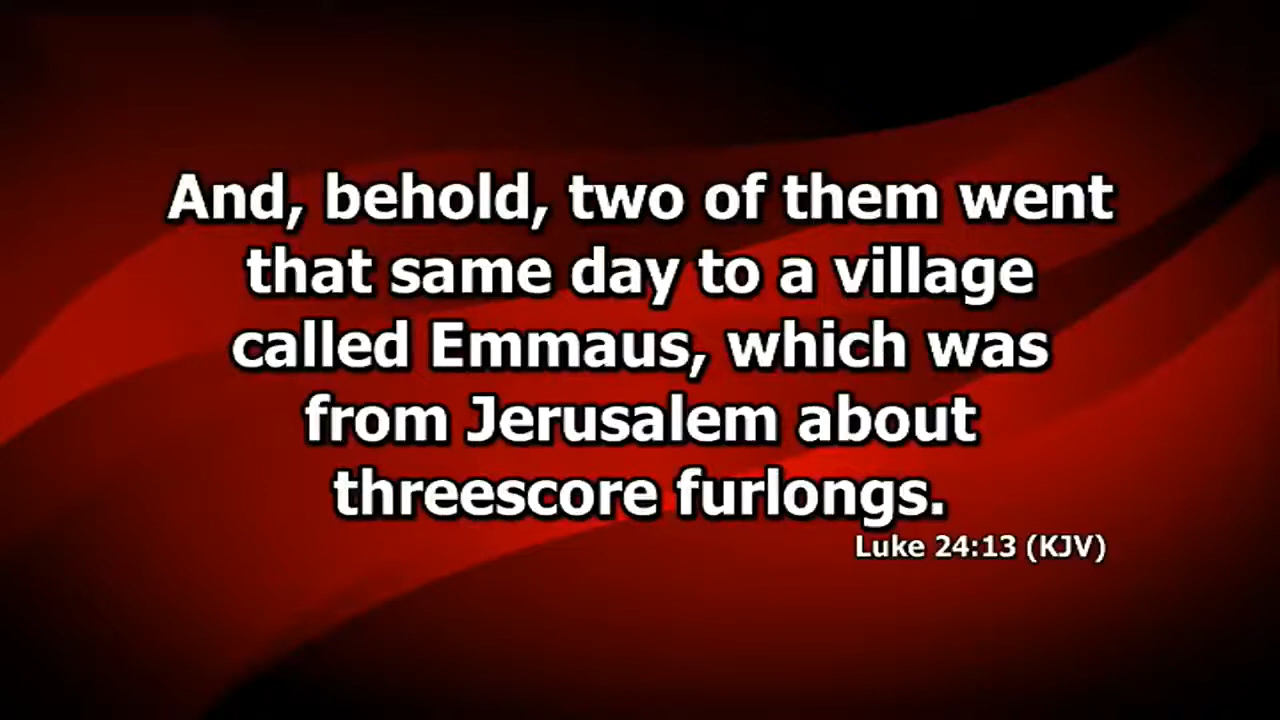 And, behold, two of them went
that same day to a village
called Emmaus, which was
from Jerusalem about
threescore furlongs.
Luke 24:13 (KJV)